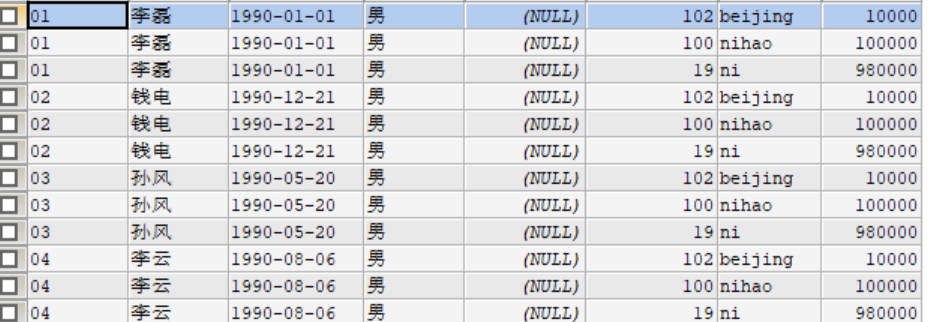 01 李磊 1990-01-01 男 (NULL) 102 beijing 10000
01 李磊 1990-01-01 男 (NULL) 100 nihao 100000
01 李磊 1990-01-01 男 (NULL) 19 ni 980000
02 钱电 1990-12-21 男 (NULL) 102 beijing 10000
02 钱电 1990-12-21 男 (NULL) 100 nihao 100000
02 钱电 1990-12-21 男 (NULL) 19 ni 980000
03 孙风 1990-05-20 男 (NULL) 102 beijing 10000
03 孙风 1990-05-20 男 (NULL) 100 nihao 100000
03 孙风 1990-05-20 男 (NULL) 19 ni 980000
04 李云 1990-08-06 男 (NULL) 102 beijing 10000
04 李云 1990-08-06 男 (NULL) 100 nihao 100000
04 李云 1990-08-06 男 (NULL) 19 ni 980000